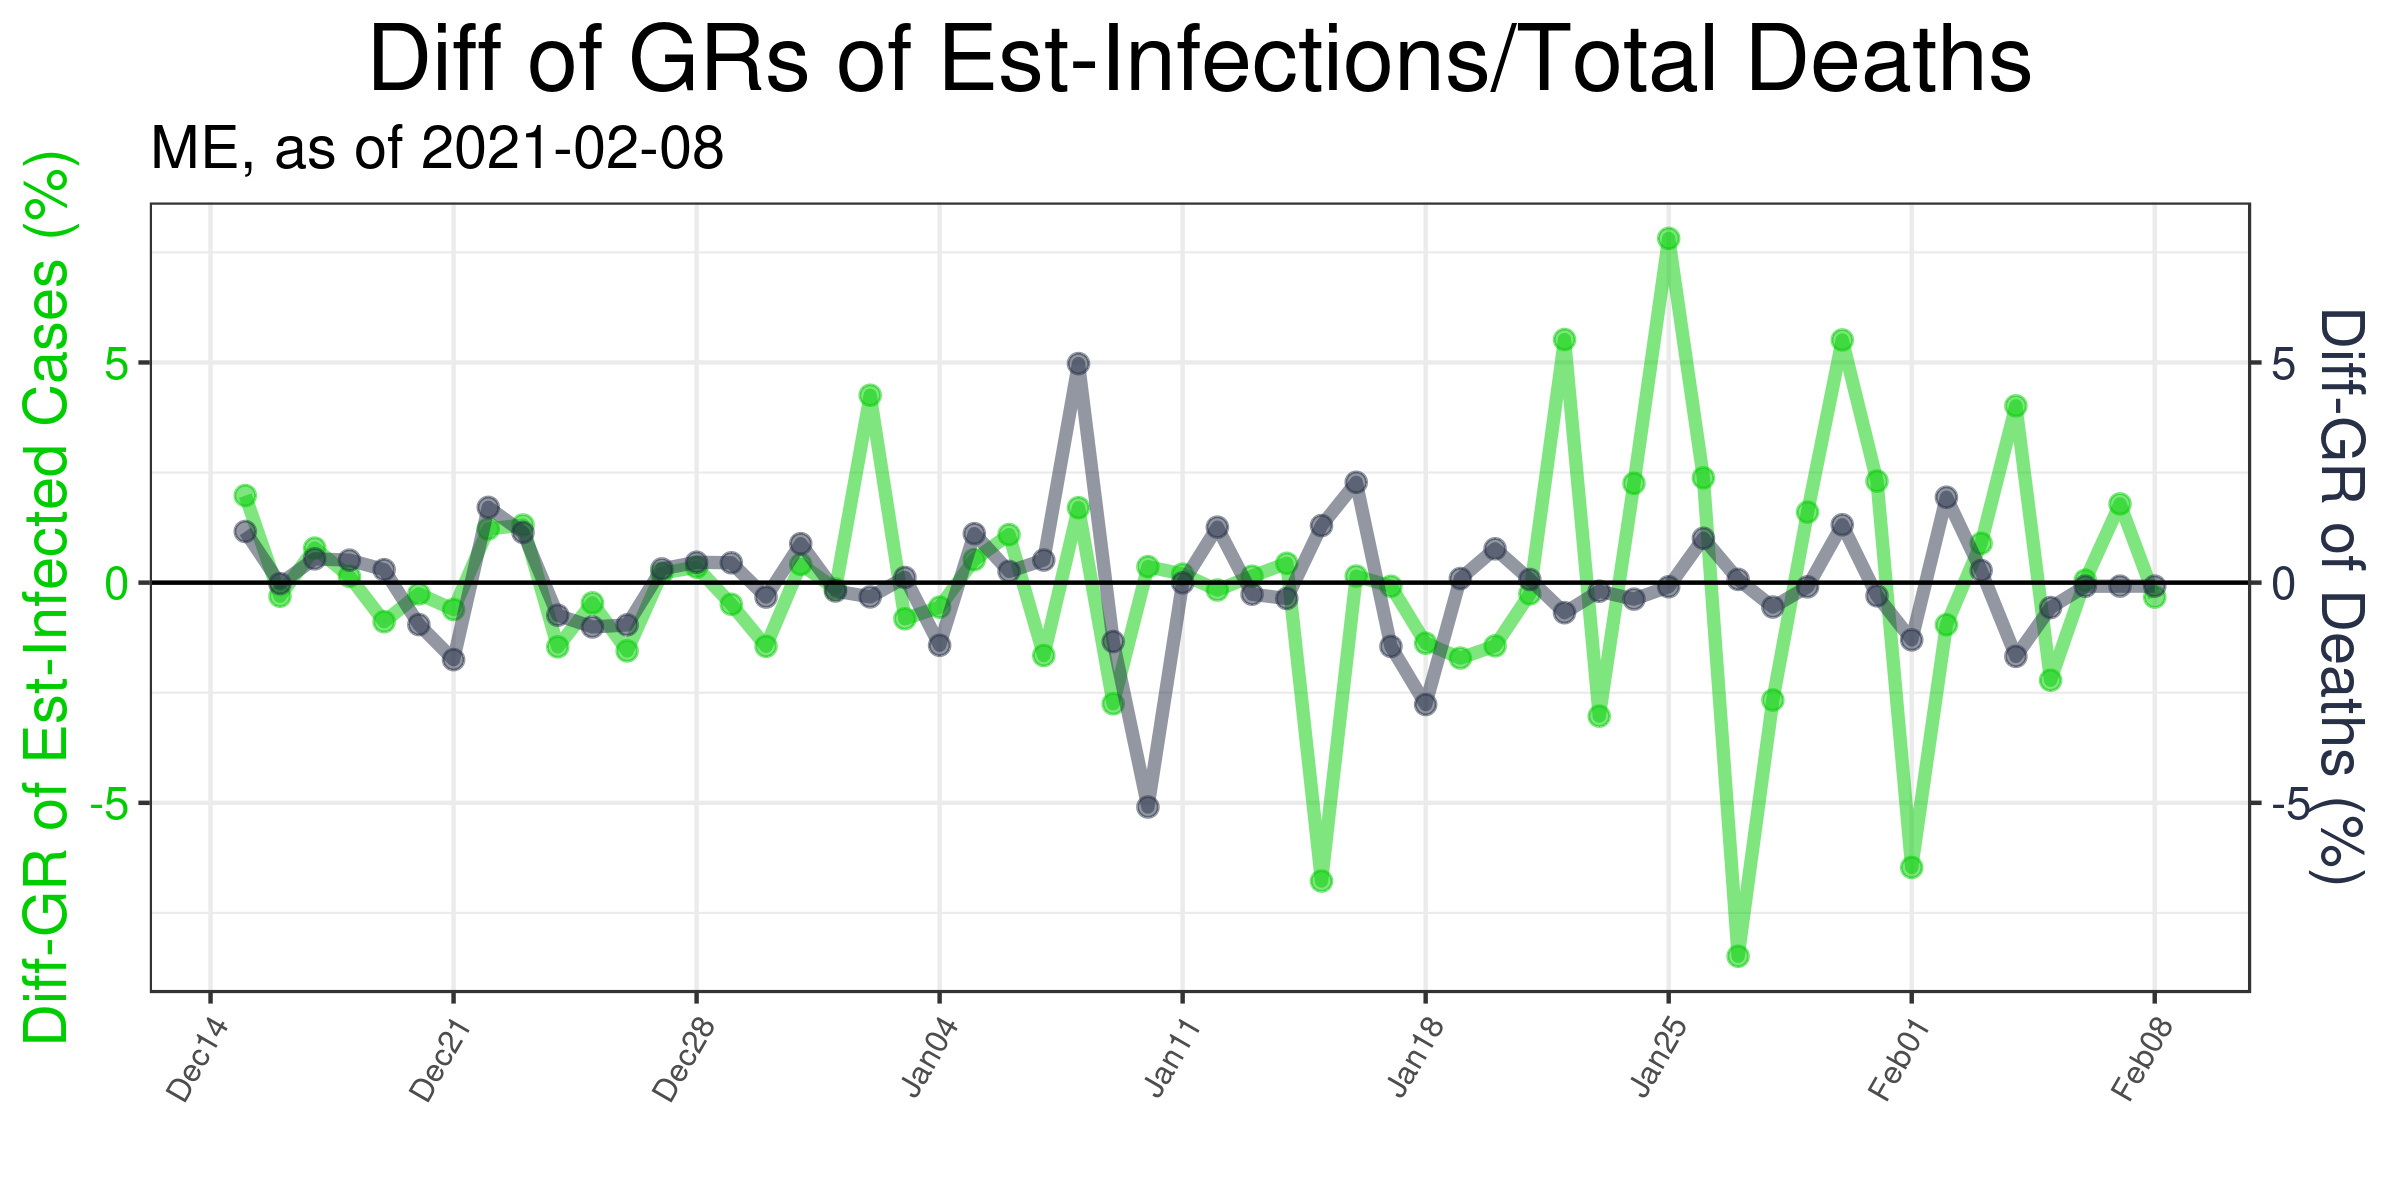 Diff of GRs of Est-Infections/Total Deaths
ME, as of 2021-02-08
Diff-GR of Est-Infected Cases (%)
5
0
-5
5
0
-5
Diff-GR of Deaths (%)
Dec14
Dec21
Dec28
Jan04
Jan11
Jan18
Jan25
Feb01
Feb08